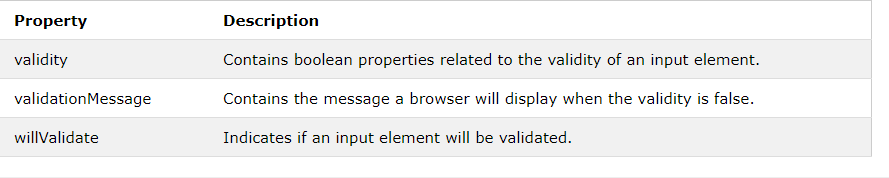 Property Description
validity Contains boolean properties related to the validity of an input element.
validationMessage Contains the message a browser will display when the validity is false.
willValidate Indicates if an input element will be validated.